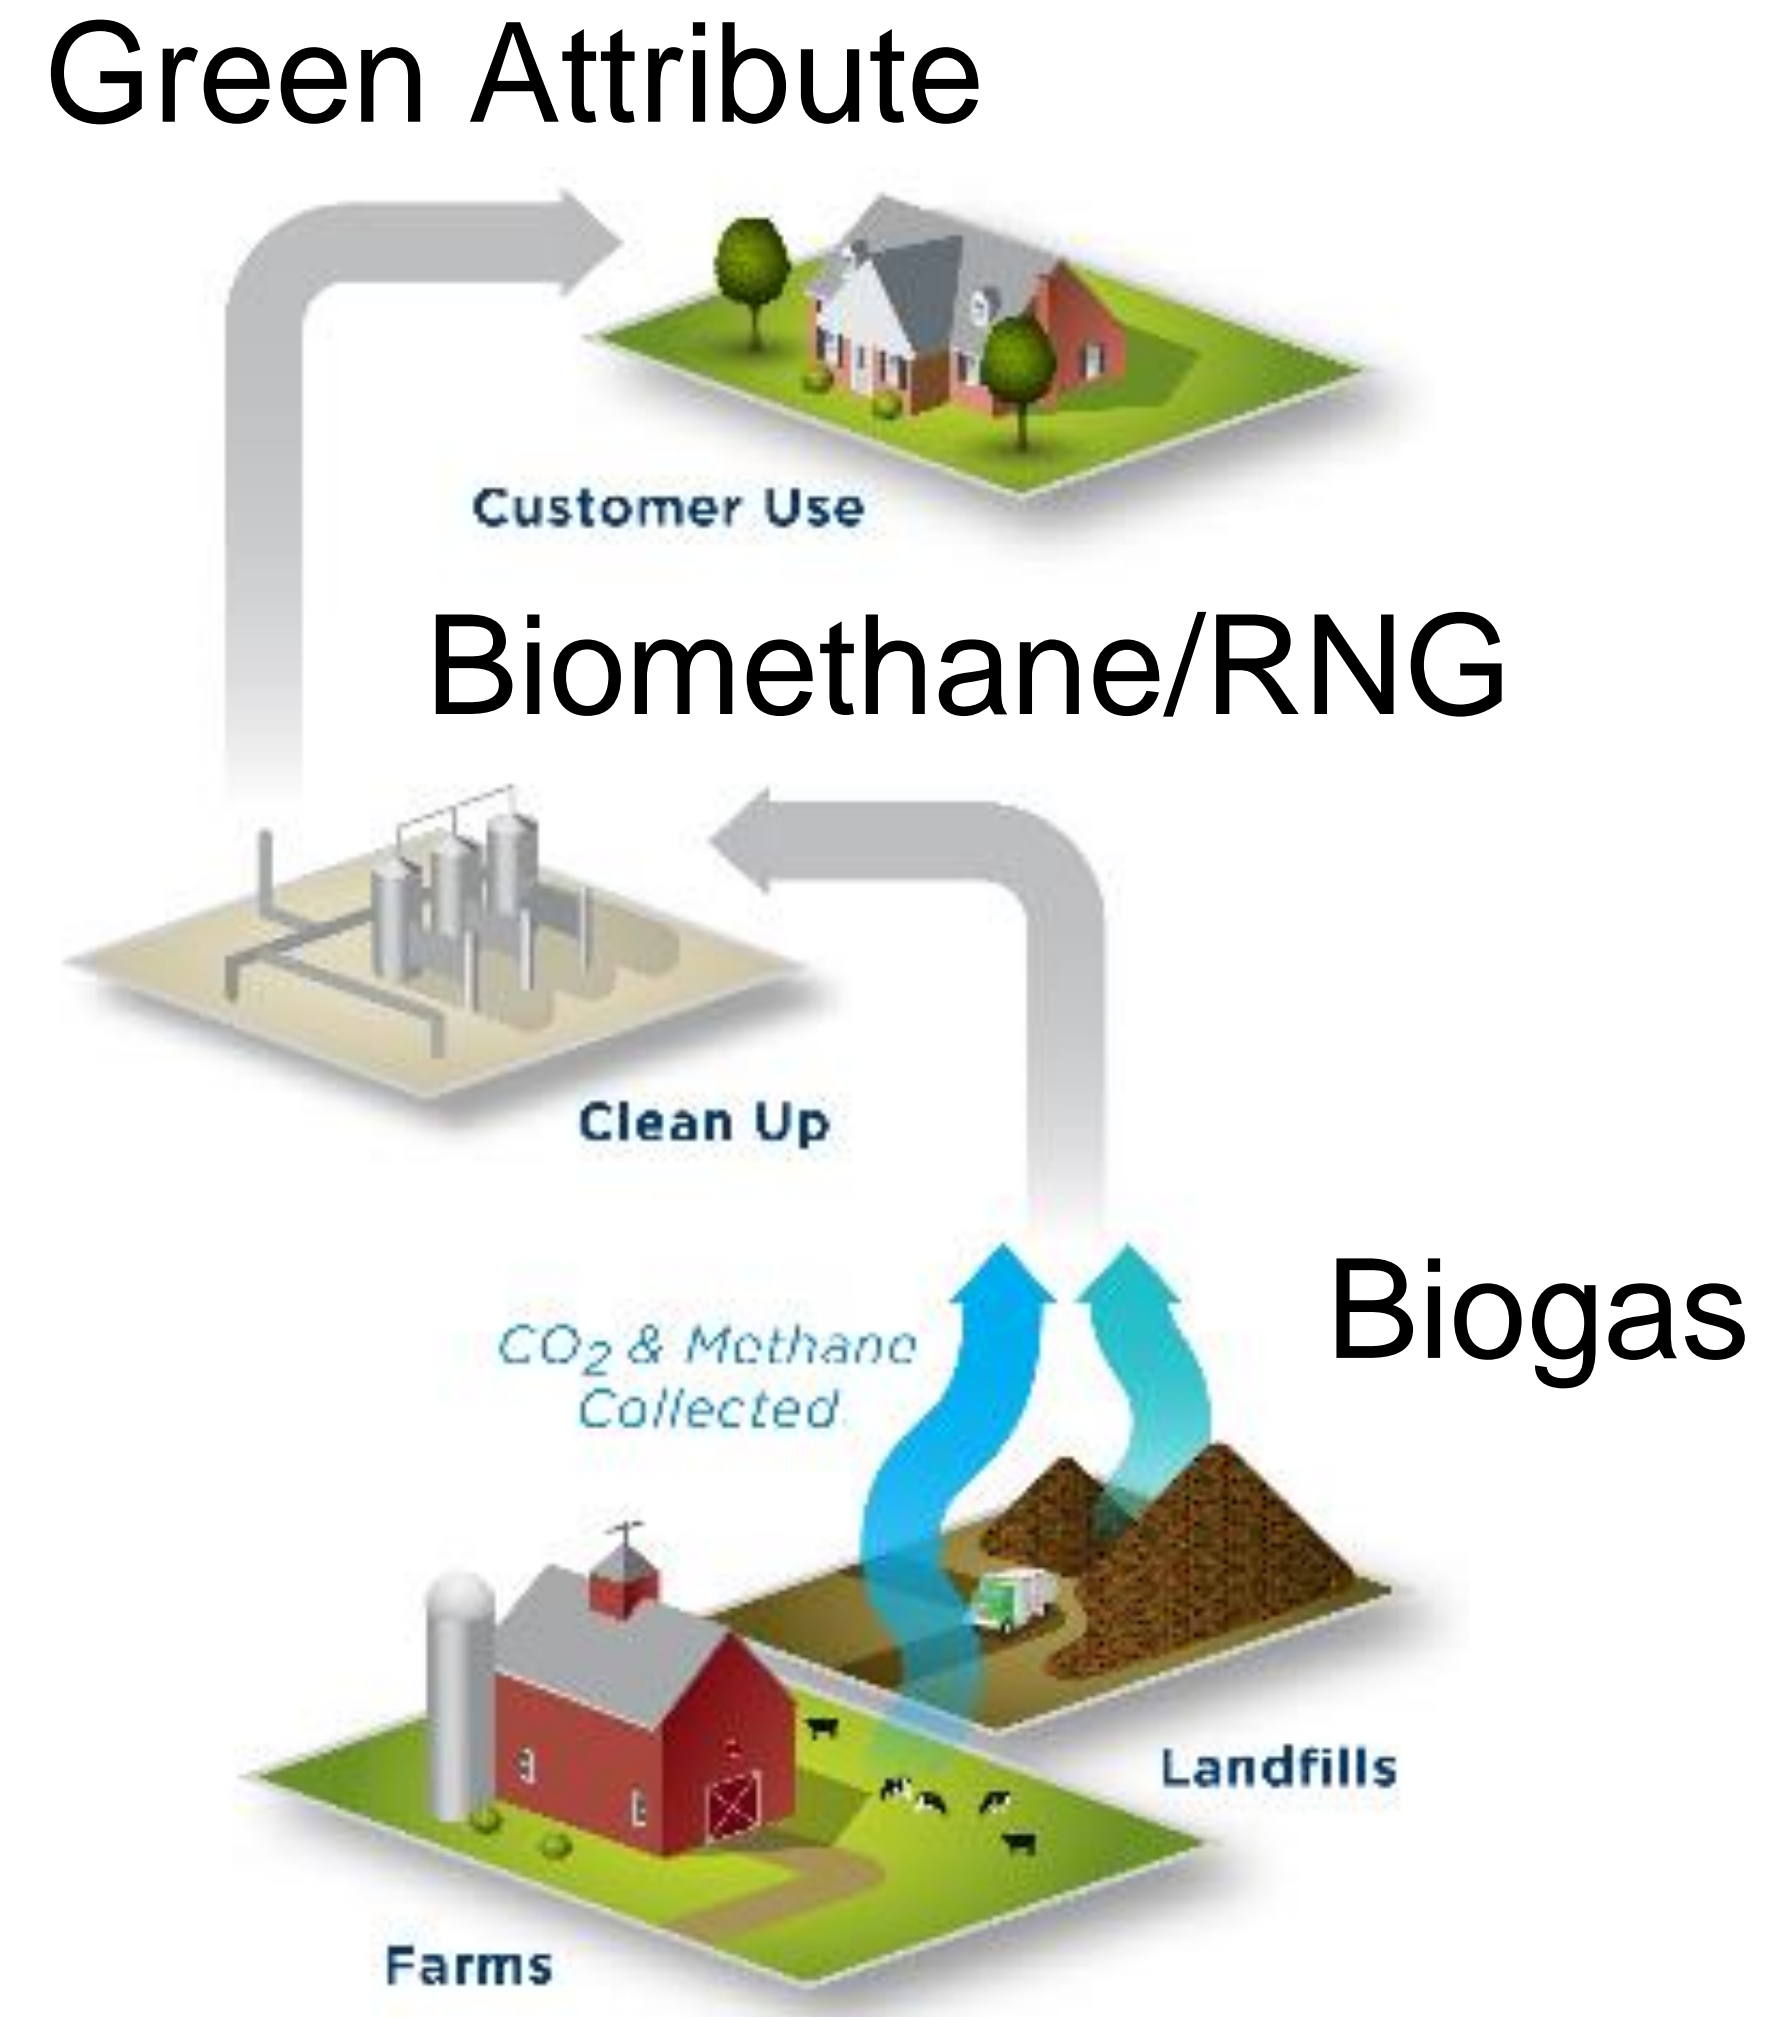 Green Attribute
Customer Use
Biomethane/RNG
Clean Up
Biogas
CO₂ & Methane
Collected
Landfills
Farms